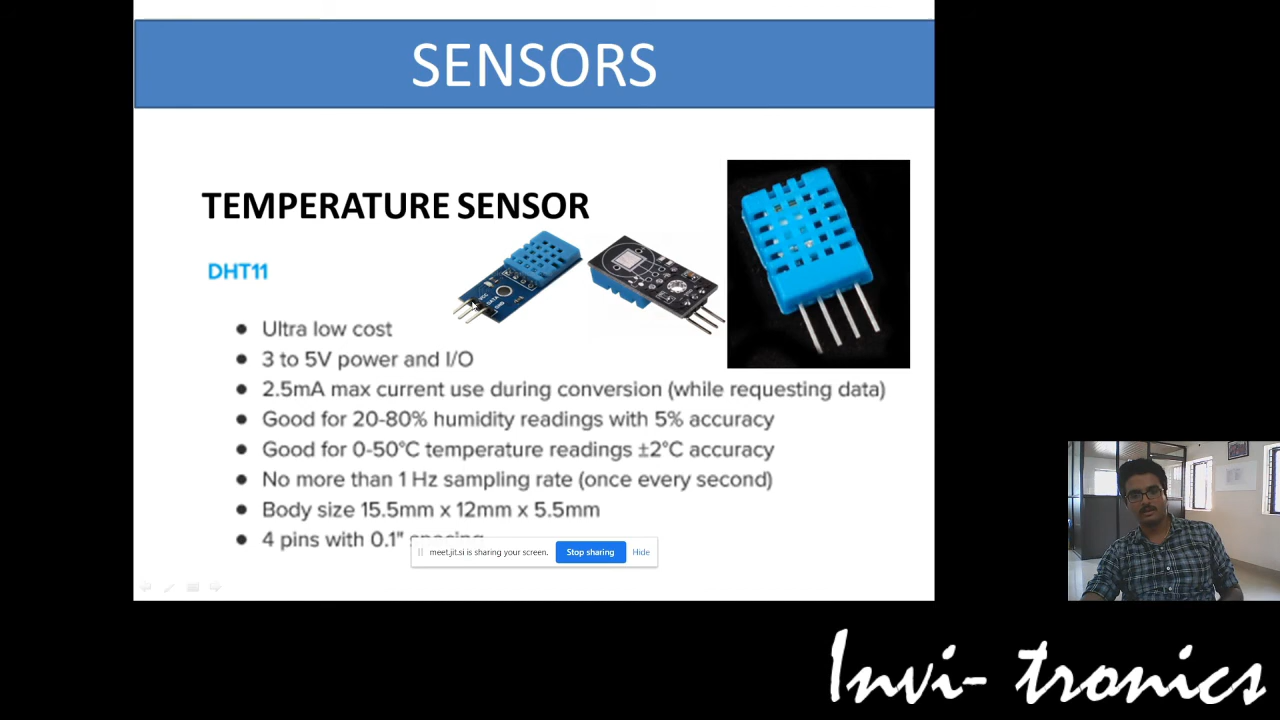 SENSORS
TEMPERATURE SENSOR
DHT11
VCC
DATA
GND
● Ultra low cost
● 3 to 5V power and I/O
● 2.5mA max current use during conversion (while requesting data)
● Good for 20-80% humidity readings with 5% accuracy
● Good for 0-50°C temperature readings ±2°C accuracy
● No more than 1 Hz sampling rate (once every second)
● Body size 15.5mm x 12mm x 5.5mm
● 4 pins with 0.1" spacing
meet.jit.si is sharing your screen. Stop sharing Hide
Invi- tronics